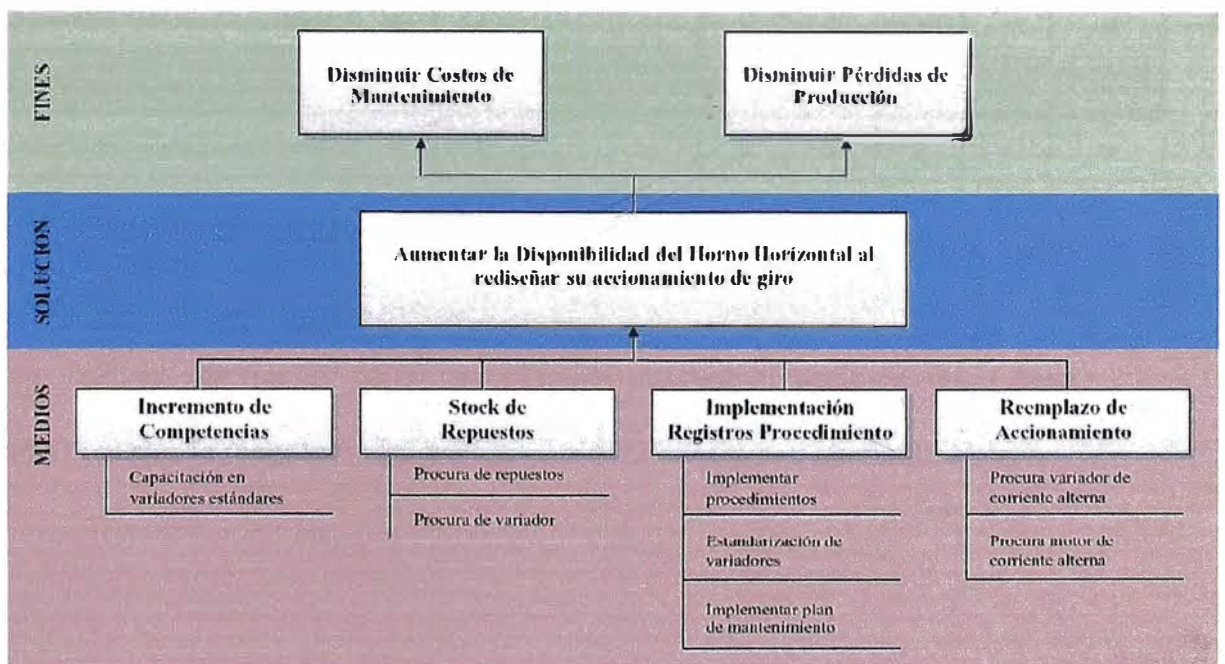 FINES
Disminuir Costos de
Mantenimiento
Disminuir Pérdidas de
Producción
SOLUCION
Aumentar la Disponibilidad del Horno Horizontal al
rediseñar su accionamiento de giro
MEDIOS
Incremento de
Competencias
Capacitación en
variadores estándares
Stock de
Repuestos
Procura de repuestos
Procura de variador
Implementación
Registros Procedimiento
Implementar
procedimientos
Estandarización de
variadores
Implementar plan
de mantenimiento
Reemplazo de
Accionamiento
Procura variador de
corriente alterna
Procura motor de
corriente alterna